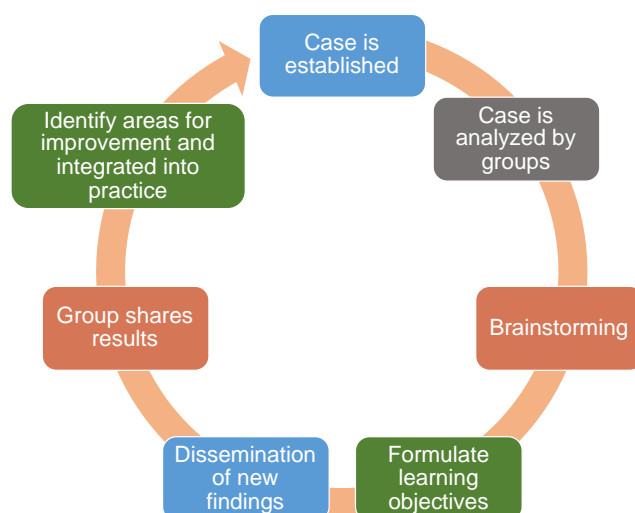 Case is
established
Case is
analyzed by
groups
Brainstorming
Formulate
learning
objectives
Dissemination
of new
findings
Group shares
results
Identify areas for
improvement and
integrated into
practice